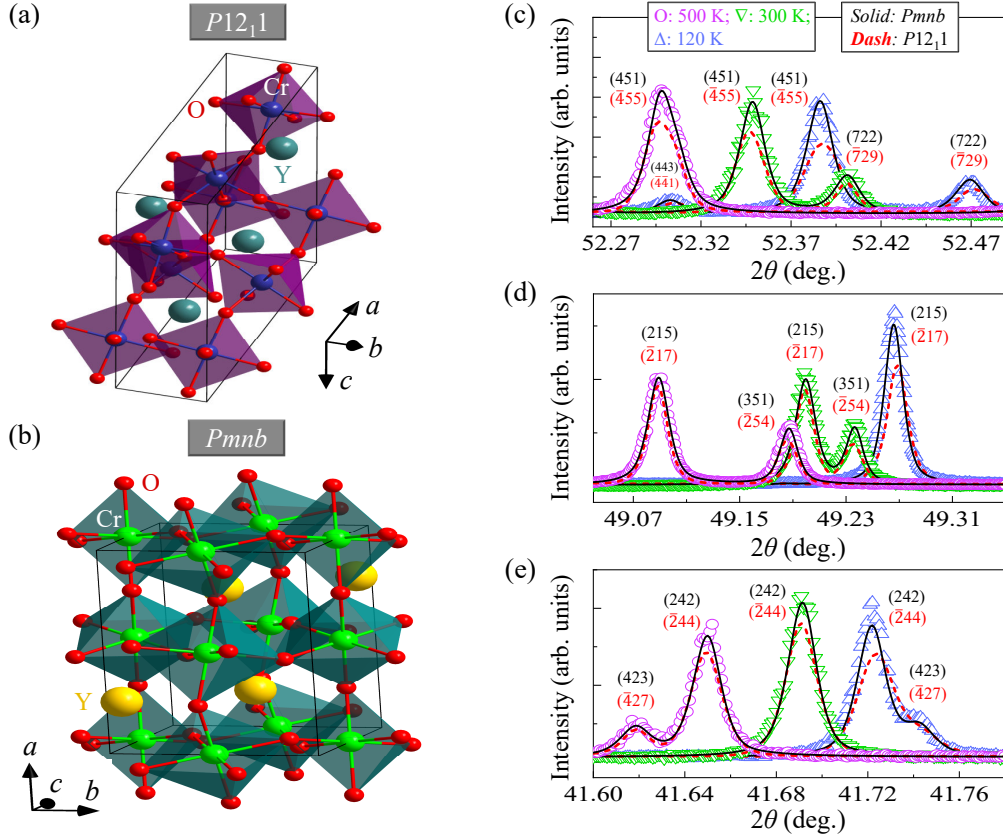 (a)
P12₁1
Cr
O
Y
a
b
c
(b)
Pmnb
O
Cr
Y
a
c
b
(c)
O: 500 K; ∇: 300 K;
Δ: 120 K
Solid: Pmnb
Dash: P12₁1
Intensity (arb. units)
(451)
(4̅55)
(443)
(4̅41)
(451)
(4̅55)
(451)
(4̅55)
(722)
(7̅29)
(722)
(7̅29)
52.27 52.32 52.37 52.42 52.47
2θ (deg.)
(d)
Intensity (arb. units)
(215)
(2̅17)
(351)
(2̅54)
(215)
(2̅17)
(351)
(2̅54)
(215)
(2̅17)
49.07 49.15 49.23 49.31
2θ (deg.)
(e)
Intensity (arb. units)
(423)
(4̅27)
(242)
(2̅44)
(242)
(2̅44)
(242)
(2̅44)
(423)
(4̅27)
41.60 41.64 41.68 41.72 41.76
2θ (deg.)